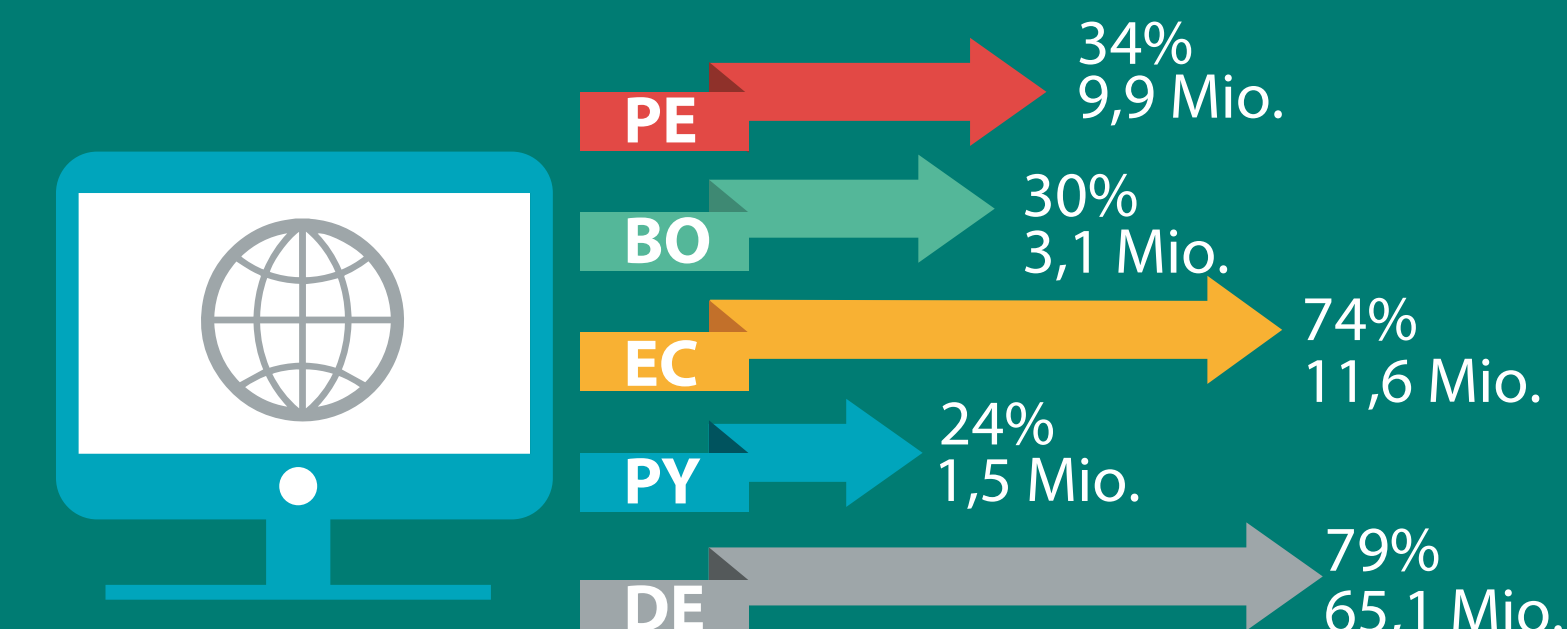 PE
34%
9,9 Mio.
BO
30%
3,1 Mio.
EC
74%
11,6 Mio.
PY
24%
1,5 Mio.
DE
79%
65,1 Mio.